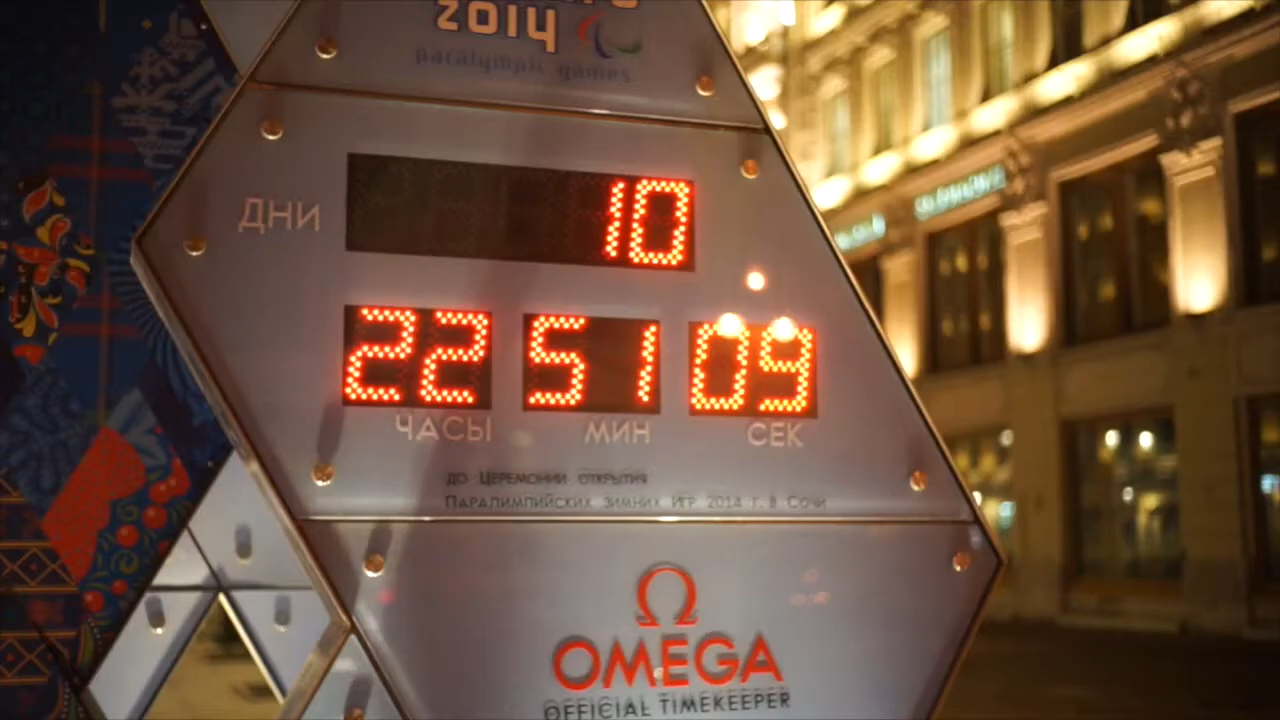 2014
paralympic games
ДНИ
10
22 51 09
ЧАСЫ МИН СЕК
до Церемонии открытия
Паралимпийских зимних Игр 2014 г. в Сочи
Ω
OMEGA
OFFICIAL TIMEKEEPER